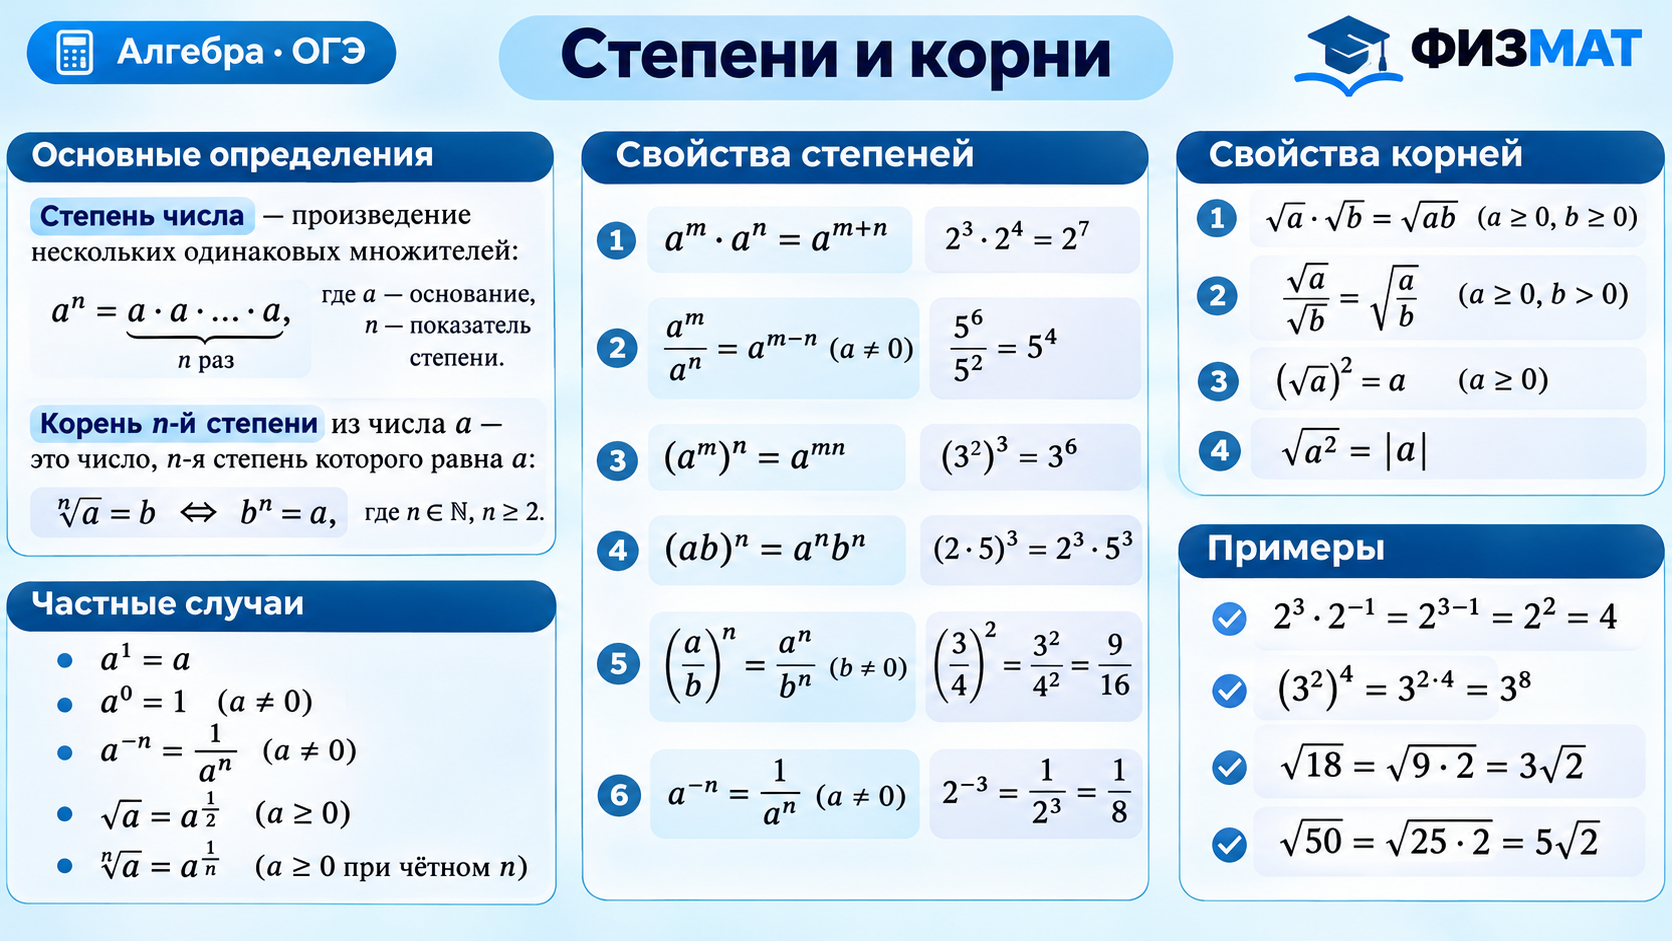 Алгебра · ОГЭ
Степени и корни
ФИЗМАТ
Основные определения
Степень числа — произведение
нескольких одинаковых множителей:
aⁿ = a · a · ... · a,
n раз
где a — основание,
n — показатель
степени.
Корень n-й степени из числа a —
это число, n-я степень которого равна a:
ⁿ√a = b ⇔ bⁿ = a, где n ∈ ℕ, n ≥ 2.
Частные случаи
• a¹ = a
• a⁰ = 1 (a ≠ 0)
• a⁻ⁿ = 1/aⁿ (a ≠ 0)
• √a = a^(1/2) (a ≥ 0)
• ⁿ√a = a^(1/n) (a ≥ 0 при чётном n)
Свойства степеней
1 aᵐ · aⁿ = aᵐ⁺ⁿ 2³ · 2⁴ = 2⁷
2 aᵐ/aⁿ = aᵐ⁻ⁿ (a ≠ 0) 5⁶/5² = 5⁴
3 (aᵐ)ⁿ = aᵐⁿ (3²)³ = 3⁶
4 (ab)ⁿ = aⁿbⁿ (2 · 5)³ = 2³ · 5³
5 (a/b)ⁿ = aⁿ/bⁿ (b ≠ 0) (3/4)² = 3²/4² = 9/16
6 a⁻ⁿ = 1/aⁿ (a ≠ 0) 2⁻³ = 1/2³ = 1/8
Свойства корней
1 √a · √b = √(ab) (a ≥ 0, b ≥ 0)
2 √a/√b = √(a/b) (a ≥ 0, b > 0)
3 (√a)² = a (a ≥ 0)
4 √(a²) = |a|
Примеры
2³ · 2⁻¹ = 2³⁻¹ = 2² = 4
(3²)⁴ = 3²·⁴ = 3⁸
√18 = √(9 · 2) = 3√2
√50 = √(25 · 2) = 5√2